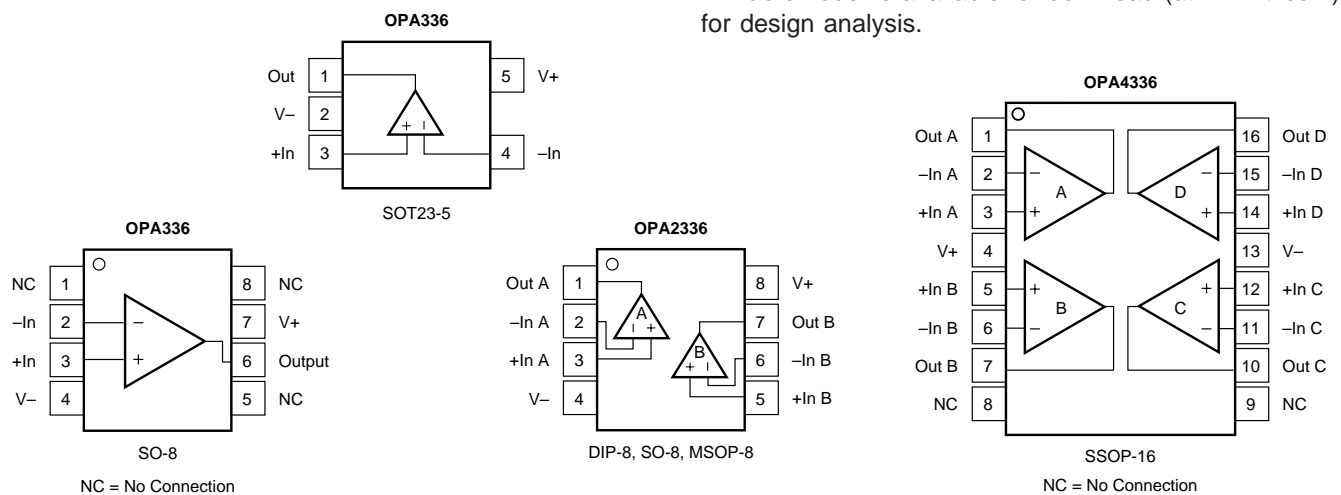 for design analysis.
OPA336
Out 1 5 V+
V– 2
+In 3 4 –In
+ –
SOT23-5
OPA336
NC 1 8 NC
–In 2 – 7 V+
+In 3 + 6 Output
V– 4 5 NC
SO-8
NC = No Connection
OPA2336
Out A 1 8 V+
–In A 2 A 7 Out B
– +
+In A 3 B 6 –In B
+ –
V– 4 5 +In B
DIP-8, SO-8, MSOP-8
OPA4336
Out A 1 16 Out D
–In A 2 – – 15 –In D
A D
+In A 3 + + 14 +In D
V+ 4 13 V–
+In B 5 + + 12 +In C
B C
–In B 6 – – 11 –In C
Out B 7 10 Out C
NC 8 9 NC
SSOP-16
NC = No Connection